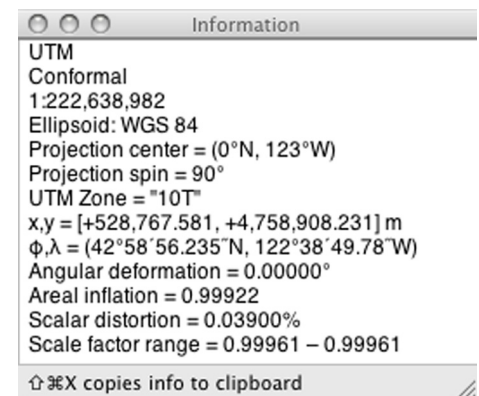 Information
UTM
Conformal
1:222,638,982
Ellipsoid: WGS 84
Projection center = (0°N, 123°W)
Projection spin = 90°
UTM Zone = "10T"
x,y = [+528,767.581, +4,758,908.231] m
ϕ,λ = (42°58´56.235˝N, 122°38´49.78˝W)
Angular deformation = 0.00000°
Areal inflation = 0.99922
Scalar distortion = 0.03900%
Scale factor range = 0.99961 – 0.99961
⇧⌘X copies info to clipboard